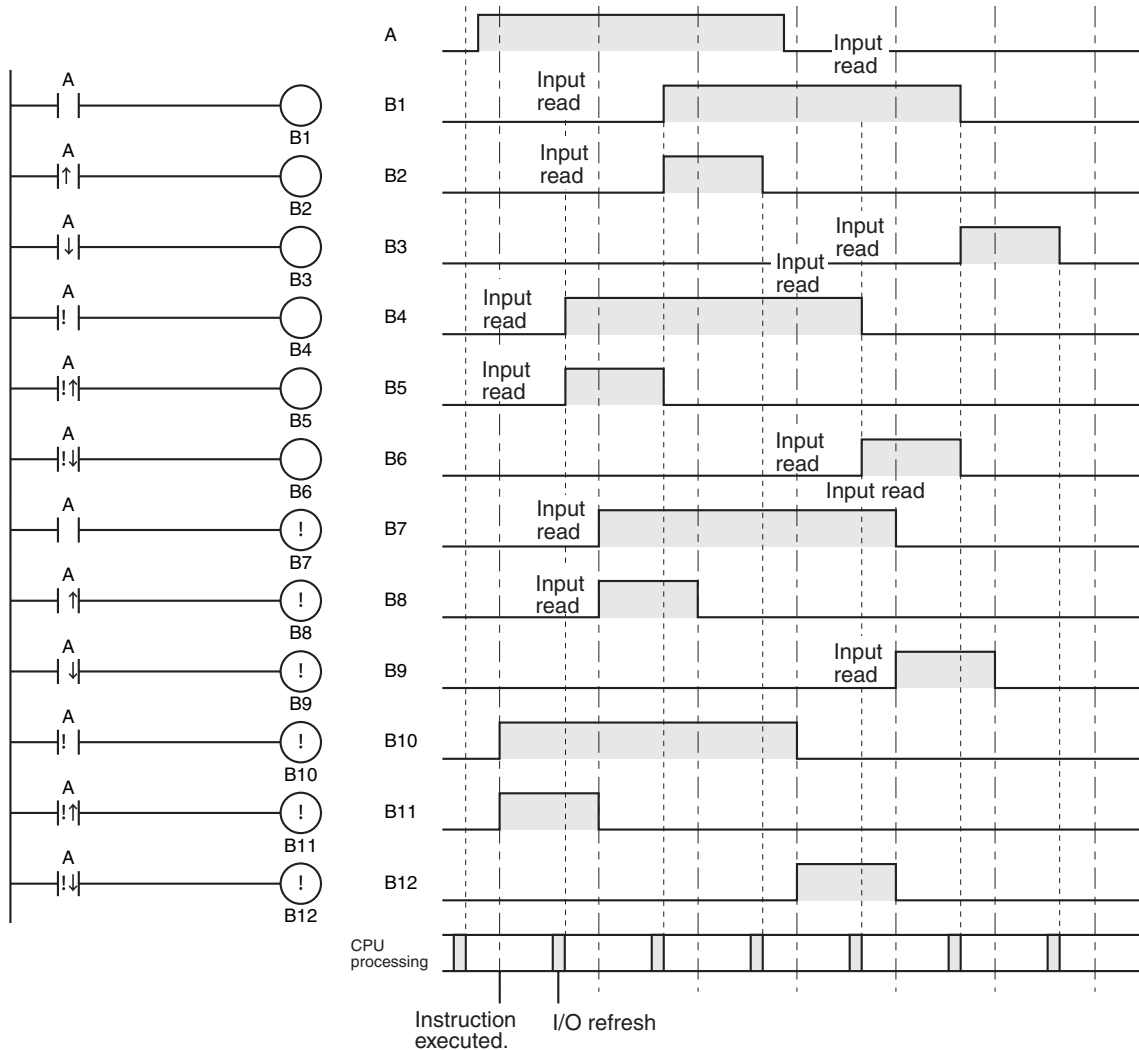 A
B1
A
↑
B2
A
↓
B3
A
!
B4
A
!↑
B5
A
!↓
B6
A
!
B7
A
↑
!
B8
A
↓
!
B9
A
!
!
B10
A
!↑
!
B11
A
!↓
!
B12
A
Input
read
B1
Input
read
B2
Input
read
B3
Input
read
Input
read
B4
Input
read
B5
Input
read
B6
Input
read
Input read
B7
Input
read
B8
Input
read
B9
Input
read
B10
B11
B12
CPU
processing
Instruction
executed.
I/O refresh